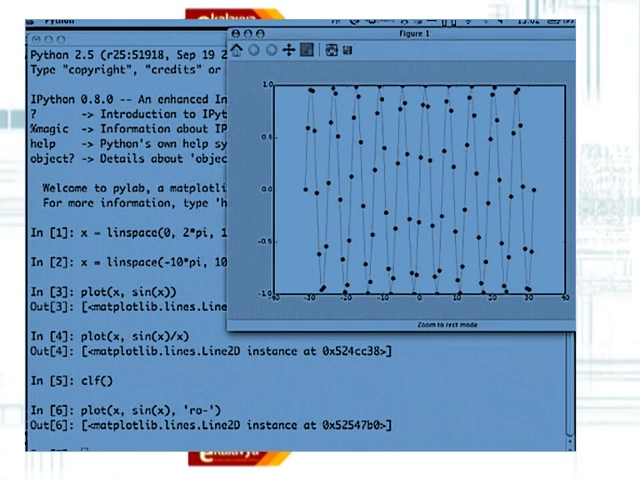 ekalavya
Python
13:02
Python 2.5 (r25:51918, Sep 19 2
Type "copyright", "credits" or
IPython 0.8.0 -- An enhanced In
? -> Introduction to IPyt
%magic -> Information about IP
help -> Python's own help sy
object? -> Details about 'objec
Welcome to pylab, a matplotli
For more information, type 'h
In [1]: x = linspace(0, 2*pi, 1
In [2]: x = linspace(-10*pi, 10
In [3]: plot(x, sin(x))
Out[3]: [<matplotlib.lines.Line
In [4]: plot(x, sin(x)/x)
Out[4]: [<matplotlib.lines.Line2D instance at 0x524cc38>]
In [5]: clf()
In [6]: plot(x, sin(x), 'ro-')
Out[6]: [<matplotlib.lines.Line2D instance at 0x52547b0>]
Figure 1
1.0
0.5
0.0
-0.5
-1.0
-40 -30 -20 -10 0 10 20 30 40
Zoom to rect mode
ekalavya